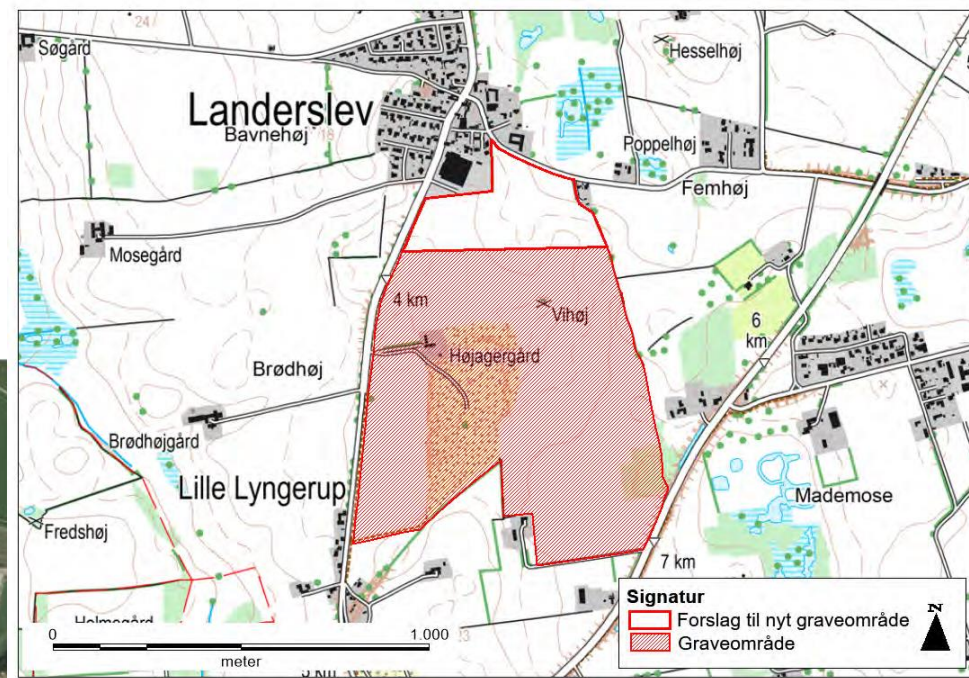 24
Søgård
Landerslev
Bavnehøj
18
Hesselhøj
Poppelhøj
Femhøj
Mosegård
4 km
Vihøj
6
km
Højagergård
Brødhøj
Brødhøjgård
Lille Lyngerup
Mademose
Fredshøj
7 km
Signatur
Forslag til nyt graveområde
Graveområde
N
0 1.000
meter